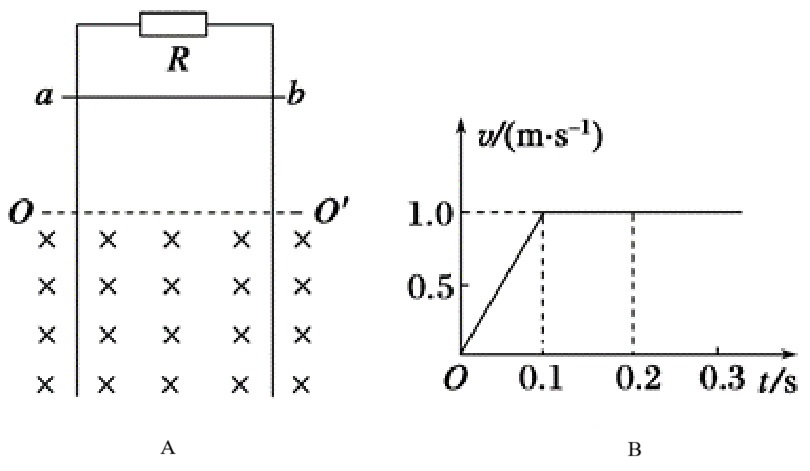 R
a b
O O′
× × × × ×
× × × × ×
× × × × ×
× × × × ×
A
v/(m·s⁻¹)
1.0
0.5
O 0.1 0.2 0.3 t/s
B